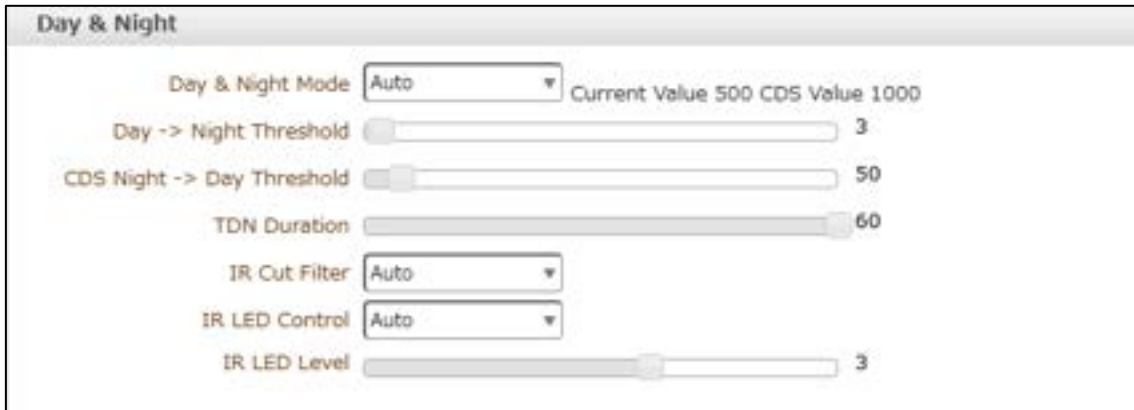 Day & Night
Day & Night Mode Auto Current Value 500 CDS Value 1000
Day -> Night Threshold 3
CDS Night -> Day Threshold 50
TDN Duration 60
IR Cut Filter Auto
IR LED Control Auto
IR LED Level 3